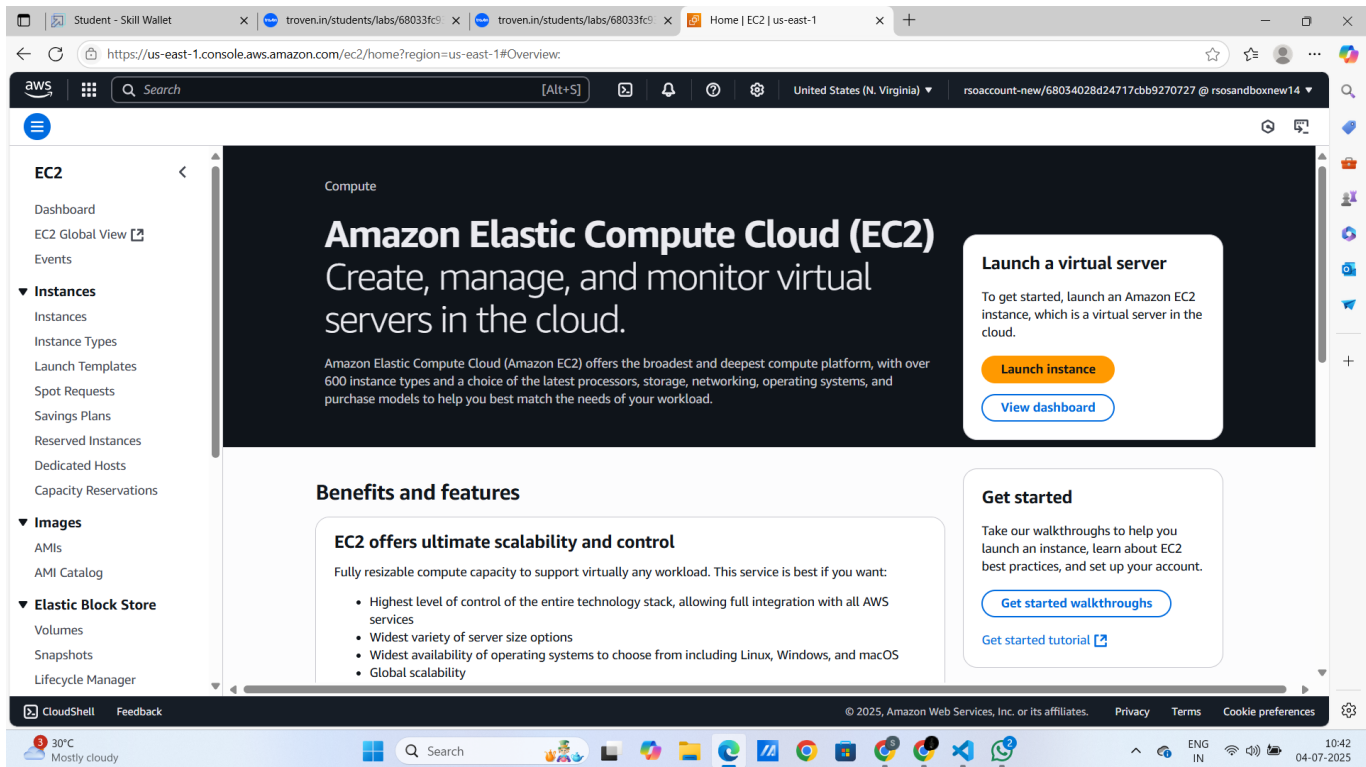 Student - Skill Wallet
troven.in/students/labs/68033fc9
troven.in/students/labs/68033fc9
Home | EC2 | us-east-1
https://us-east-1.console.aws.amazon.com/ec2/home?region=us-east-1#Overview:
aws
Search
[Alt+S]
United States (N. Virginia)
rsoaccount-new/68034028d24717cbb9270727 @ rsosandboxnew14
EC2
Dashboard
EC2 Global View
Events
Instances
Instances
Instance Types
Launch Templates
Spot Requests
Savings Plans
Reserved Instances
Dedicated Hosts
Capacity Reservations
Images
AMIs
AMI Catalog
Elastic Block Store
Volumes
Snapshots
Lifecycle Manager
Compute
Amazon Elastic Compute Cloud (EC2)
Create, manage, and monitor virtual
servers in the cloud.
Amazon Elastic Compute Cloud (Amazon EC2) offers the broadest and deepest compute platform, with over
600 instance types and a choice of the latest processors, storage, networking, operating systems, and
purchase models to help you best match the needs of your workload.
Launch a virtual server
To get started, launch an Amazon EC2
instance, which is a virtual server in the
cloud.
Launch instance
View dashboard
Benefits and features
EC2 offers ultimate scalability and control
Fully resizable compute capacity to support virtually any workload. This service is best if you want:
• Highest level of control of the entire technology stack, allowing full integration with all AWS
services
• Widest variety of server size options
• Widest availability of operating systems to choose from including Linux, Windows, and macOS
• Global scalability
Get started
Take our walkthroughs to help you
launch an instance, learn about EC2
best practices, and set up your account.
Get started walkthroughs
Get started tutorial
CloudShell
Feedback
© 2025, Amazon Web Services, Inc. or its affiliates.
Privacy
Terms
Cookie preferences
3
30°C
Mostly cloudy
Search
S
2
ENG
IN
10:42
04-07-2025